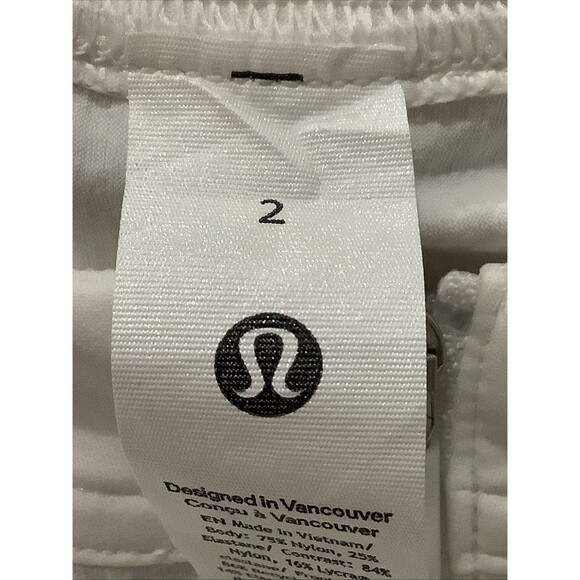 2
Designed in Vancouver
Conçu à Vancouver
EN Made in Vietnam/
Body: 75% Nylon, 25%
Elastane/ Contrast: 84%
Nylon, 16% Lycra®